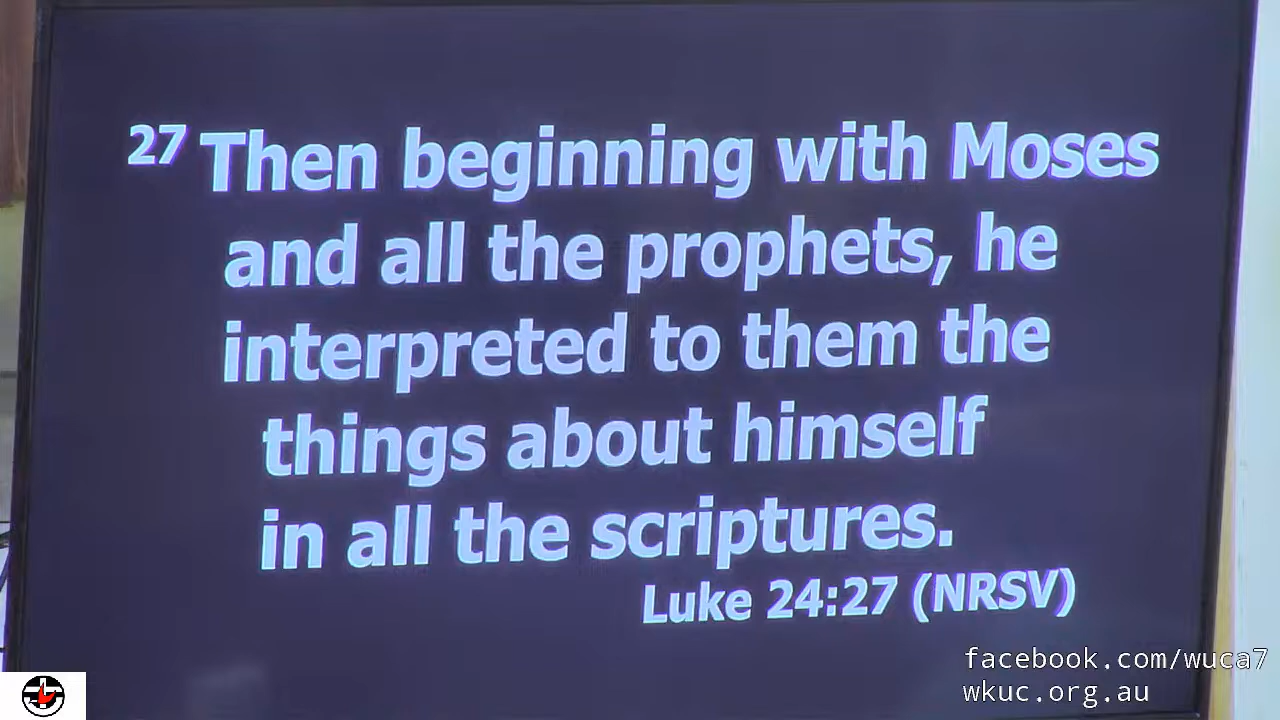 27 Then beginning with Moses
and all the prophets, he
interpreted to them the
things about himself
in all the scriptures.
Luke 24:27 (NRSV)
facebook.com/wuca7
wkuc.org.au